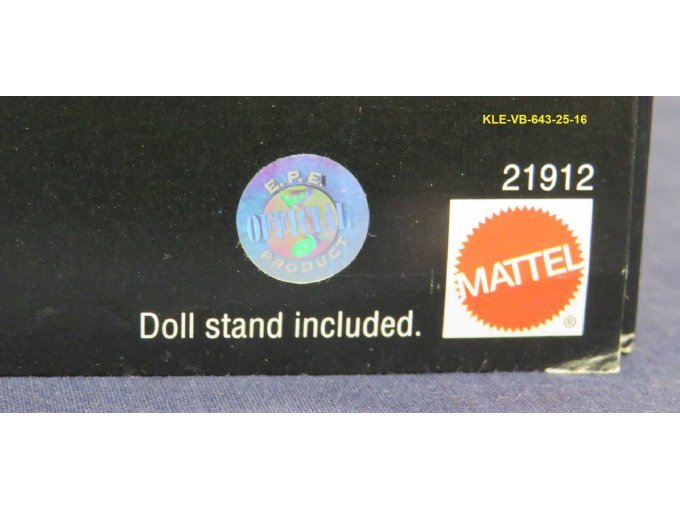 KLE-VB-643-25-16
21912
E.P.E.
OFFICIAL
PRODUCT
MATTEL
®
Doll stand included.